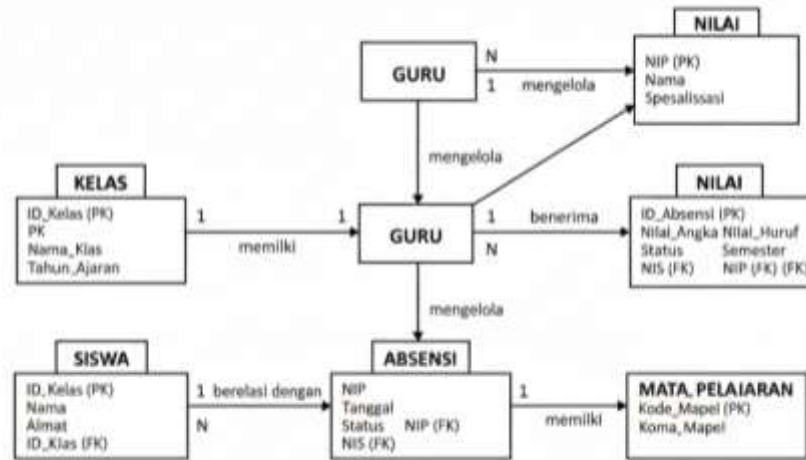 NILAI
NIP (PK)
Nama
Spesalissasi
GURU
N
1
mengelola
mengelola
KELAS
ID_Kelas (PK)
PK
Nama_Klas
Tahun_Ajaran
1
1
memilki
GURU
1
benerima
N
NILAI
ID_Absensi (PK)
Nilal_Angka Nilal_Huruf
Status Semester
NIS (FK) NIP (FK) (FK)
mengelola
SISWA
ID_Kelas (PK)
Nama
Almat
ID_Klas (FK)
1 berelasi dengan
N
ABSENSI
NIP
Tanggal
Status NIP (FK)
NIS (FK)
1
memilki
MATA PELAIARAN
Kode_Mapel (PK)
Koma_Mapel